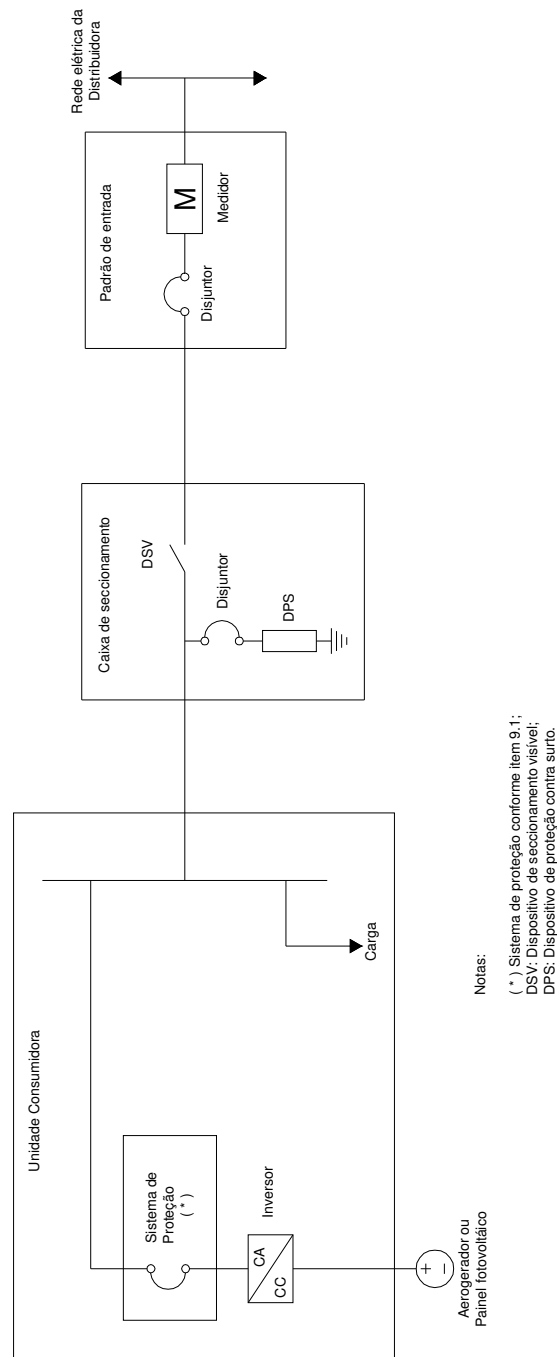 Unidade Consumidora
Sistema de
Proteção
( * )
Inversor
CA
CC
+
−
Aerogerador ou
Painel fotovoltáico
Carga
Caixa de seccionamento
DSV
Disjuntor
DPS
Padrão de entrada
Disjuntor
M
Medidor
Rede elétrica da
Distribuidora
Notas:
( * ) Sistema de proteção conforme item 9.1;
DSV: Dispositivo de seccionamento visível;
DPS: Dispositivo de proteção contra surto.